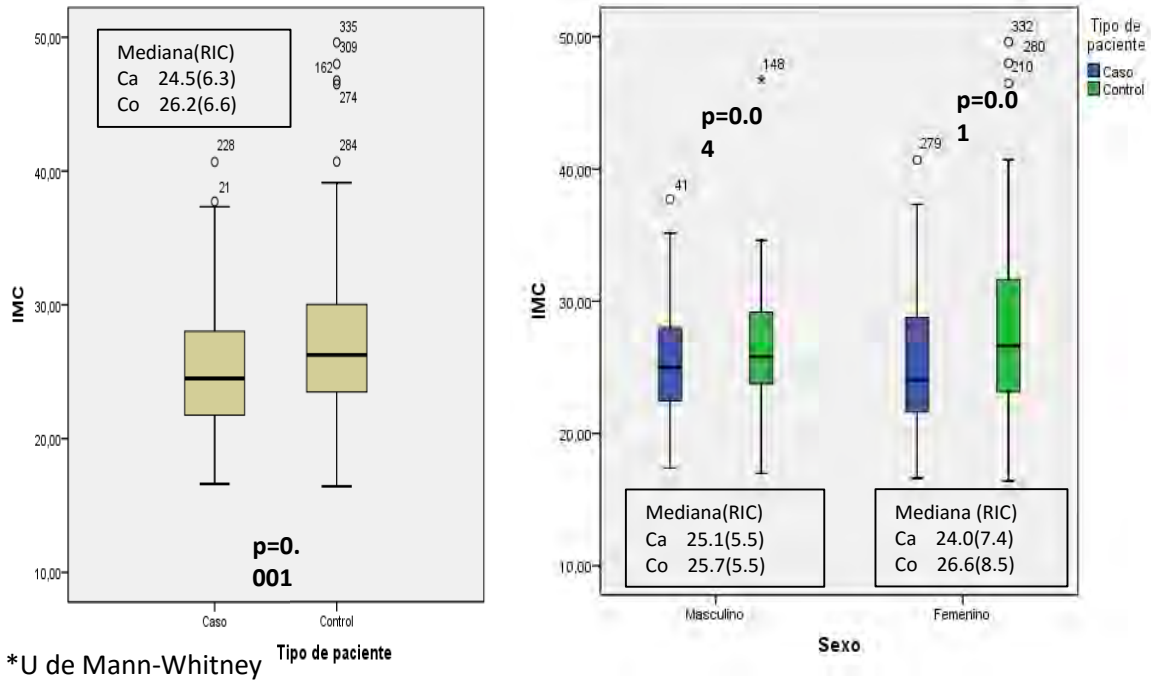 50,00
40,00
30,00
20,00
10,00
IMC
Mediana(RIC)
Ca 24.5(6.3)
Co 26.2(6.6)
335
309
162
274
284
228
21
p=0.
001
Caso
Control
Tipo de paciente
*U de Mann-Whitney
50,00
40,00
30,00
20,00
10,00
IMC
148
41
p=0.0
4
332
280
210
p=0.0
1
279
Mediana(RIC)
Ca 25.1(5.5)
Co 25.7(5.5)
Mediana (RIC)
Ca 24.0(7.4)
Co 26.6(8.5)
Masculino
Femenino
Sexo
Tipo de
paciente
Caso
Control